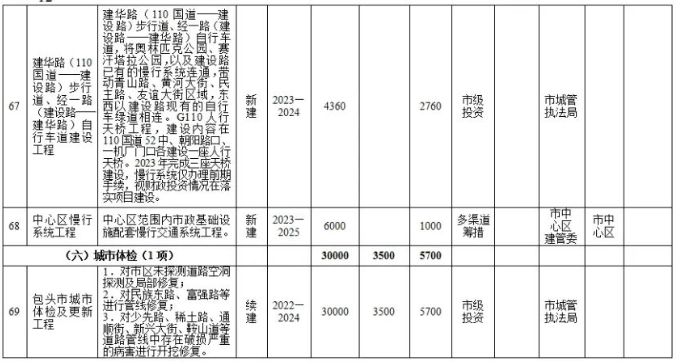 67
建华路（110国道——建设路）步行道、经一路（建设路——建华路）自行车道建设工程
建华路（110国道——建
设路）步行道、经一路（建
设路——建华路）自行车
道，将奥林匹克公园、赛
汗塔拉公园，以及建设路
已有的慢行系统连通，带
动青山路、黄河大街、民
主路、友谊大街区域，东
西以建设路现有的自行
车绿道相连。G110人行
天桥工程，建设内容在
110国道52中、朝阳路口、
一机厂门口各建设一座人行
天桥。2023年完成三座天桥
建设，慢行系统仅办理前期
手续，视财政投资情况在落
实项目建设。
新建
2023—2024
4360
2760
市级投资
市城管执法局
68
中心区慢行系统工程
中心区范围内市政基础设
施配套慢行交通系统工程。
新建
2023—2025
6000
1000
多渠道筹措
市中心区建管委
市中心区
（六）城市体检（1项）
30000
3500
5700
69
包头市城市体检及更新工程
1．对市区未探测道路空洞
探测及局部修复；
2．对民族东路、富强路等
进行管线修复；
3．对少先路、稀土路、通
顺街、新兴大街、鞍山道等
道路管线中存在破损严重
的病害进行开挖修复。
续建
2022—2024
30000
3500
5700
市级投资
市城管执法局